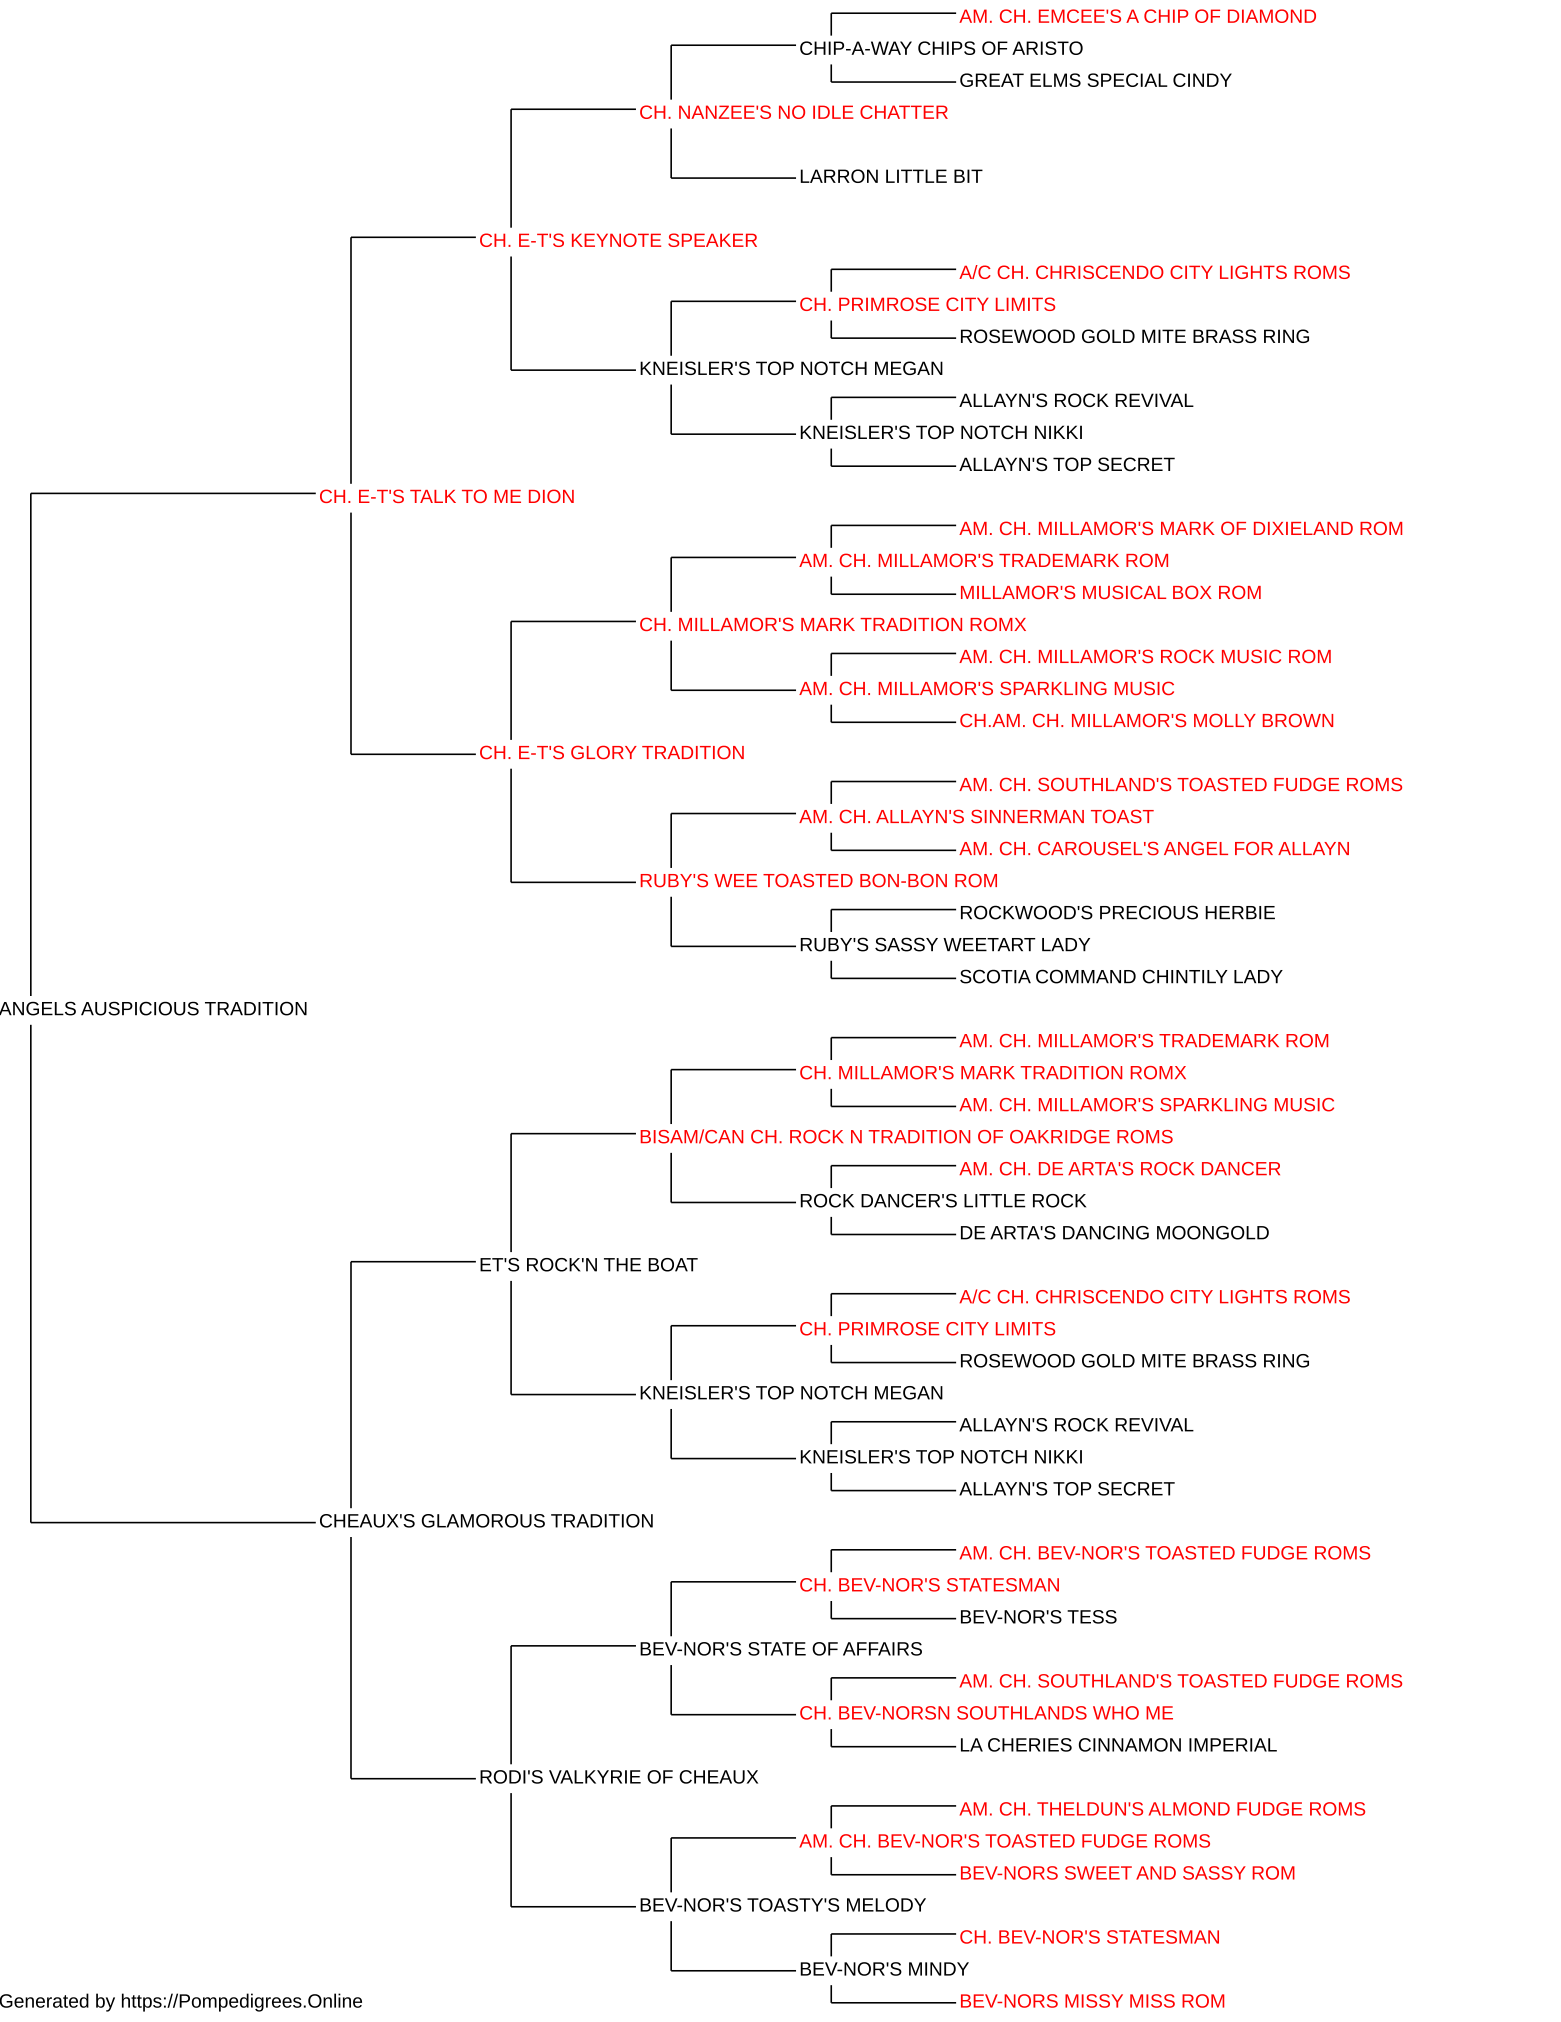 AM. CH. EMCEE'S A CHIP OF DIAMOND
CHIP-A-WAY CHIPS OF ARISTO
GREAT ELMS SPECIAL CINDY
CH. NANZEE'S NO IDLE CHATTER
LARRON LITTLE BIT
CH. E-T'S KEYNOTE SPEAKER
A/C CH. CHRISCENDO CITY LIGHTS ROMS
CH. PRIMROSE CITY LIMITS
ROSEWOOD GOLD MITE BRASS RING
KNEISLER'S TOP NOTCH MEGAN
ALLAYN'S ROCK REVIVAL
KNEISLER'S TOP NOTCH NIKKI
ALLAYN'S TOP SECRET
CH. E-T'S TALK TO ME DION
AM. CH. MILLAMOR'S MARK OF DIXIELAND ROM
AM. CH. MILLAMOR'S TRADEMARK ROM
MILLAMOR'S MUSICAL BOX ROM
CH. MILLAMOR'S MARK TRADITION ROMX
AM. CH. MILLAMOR'S ROCK MUSIC ROM
AM. CH. MILLAMOR'S SPARKLING MUSIC
CH.AM. CH. MILLAMOR'S MOLLY BROWN
CH. E-T'S GLORY TRADITION
AM. CH. SOUTHLAND'S TOASTED FUDGE ROMS
AM. CH. ALLAYN'S SINNERMAN TOAST
AM. CH. CAROUSEL'S ANGEL FOR ALLAYN
RUBY'S WEE TOASTED BON-BON ROM
ROCKWOOD'S PRECIOUS HERBIE
RUBY'S SASSY WEETART LADY
SCOTIA COMMAND CHINTILY LADY
ANGELS AUSPICIOUS TRADITION
AM. CH. MILLAMOR'S TRADEMARK ROM
CH. MILLAMOR'S MARK TRADITION ROMX
AM. CH. MILLAMOR'S SPARKLING MUSIC
BISAM/CAN CH. ROCK N TRADITION OF OAKRIDGE ROMS
AM. CH. DE ARTA'S ROCK DANCER
ROCK DANCER'S LITTLE ROCK
DE ARTA'S DANCING MOONGOLD
ET'S ROCK'N THE BOAT
A/C CH. CHRISCENDO CITY LIGHTS ROMS
CH. PRIMROSE CITY LIMITS
ROSEWOOD GOLD MITE BRASS RING
KNEISLER'S TOP NOTCH MEGAN
ALLAYN'S ROCK REVIVAL
KNEISLER'S TOP NOTCH NIKKI
ALLAYN'S TOP SECRET
CHEAUX'S GLAMOROUS TRADITION
AM. CH. BEV-NOR'S TOASTED FUDGE ROMS
CH. BEV-NOR'S STATESMAN
BEV-NOR'S TESS
BEV-NOR'S STATE OF AFFAIRS
AM. CH. SOUTHLAND'S TOASTED FUDGE ROMS
CH. BEV-NORSN SOUTHLANDS WHO ME
LA CHERIES CINNAMON IMPERIAL
RODI'S VALKYRIE OF CHEAUX
AM. CH. THELDUN'S ALMOND FUDGE ROMS
AM. CH. BEV-NOR'S TOASTED FUDGE ROMS
BEV-NORS SWEET AND SASSY ROM
BEV-NOR'S TOASTY'S MELODY
CH. BEV-NOR'S STATESMAN
BEV-NOR'S MINDY
BEV-NORS MISSY MISS ROM
Generated by https://Pompedigrees.Online